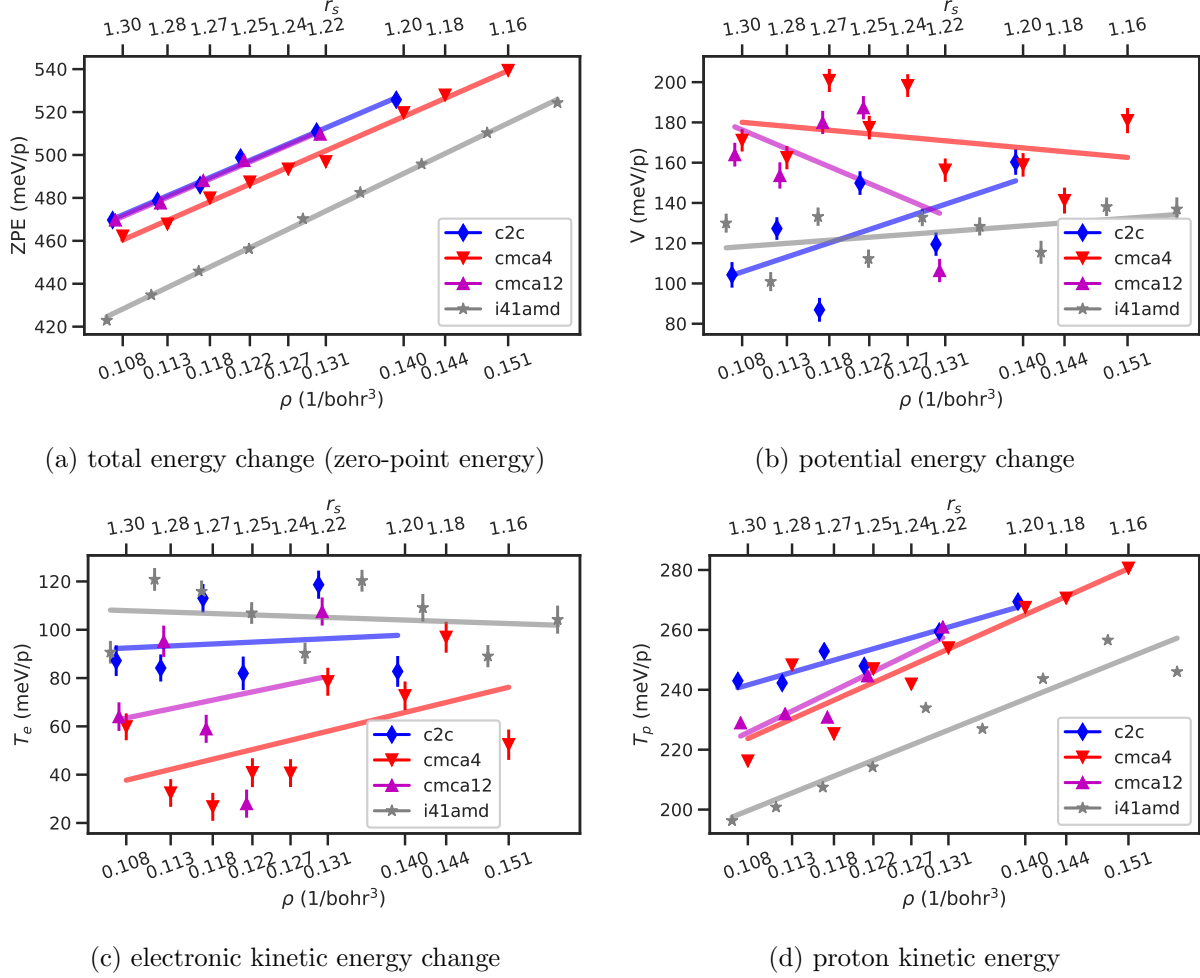 r_s
1.30 1.28 1.27 1.25 1.24 1.22 1.20 1.18 1.16
540
520
500
480
460
440
420
ZPE (meV/p)
c2c
cmca4
cmca12
i41amd
0.108 0.113 0.118 0.122 0.127 0.131 0.140 0.144 0.151
ρ (1/bohr³)
(a) total energy change (zero-point energy)
r_s
1.30 1.28 1.27 1.25 1.24 1.22 1.20 1.18 1.16
200
180
160
140
120
100
80
V (meV/p)
c2c
cmca4
cmca12
i41amd
0.108 0.113 0.118 0.122 0.127 0.131 0.140 0.144 0.151
ρ (1/bohr³)
(b) potential energy change
r_s
1.30 1.28 1.27 1.25 1.24 1.22 1.20 1.18 1.16
120
100
80
60
40
20
T_e (meV/p)
c2c
cmca4
cmca12
i41amd
0.108 0.113 0.118 0.122 0.127 0.131 0.140 0.144 0.151
ρ (1/bohr³)
(c) electronic kinetic energy change
r_s
1.30 1.28 1.27 1.25 1.24 1.22 1.20 1.18 1.16
280
260
240
220
200
T_p (meV/p)
c2c
cmca4
cmca12
i41amd
0.108 0.113 0.118 0.122 0.127 0.131 0.140 0.144 0.151
ρ (1/bohr³)
(d) proton kinetic energy